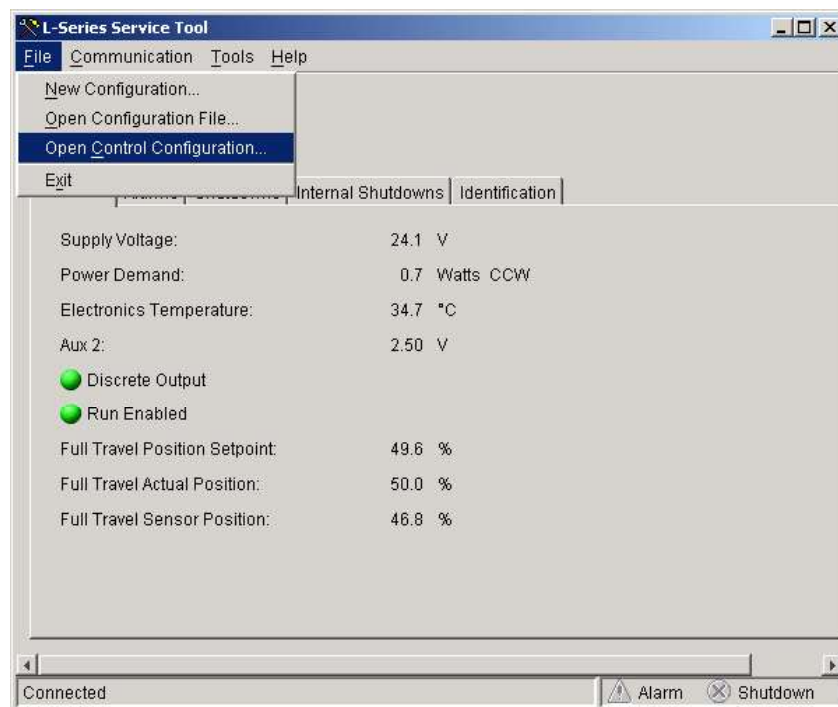 L-Series Service Tool
File Communication Tools Help
New Configuration...
Open Configuration File...
Open Control Configuration...
Exit
Internal Shutdowns Identification
Supply Voltage: 24.1 V
Power Demand: 0.7 Watts CCW
Electronics Temperature: 34.7 °C
Aux 2: 2.50 V
Discrete Output
Run Enabled
Full Travel Position Setpoint: 49.6 %
Full Travel Actual Position: 50.0 %
Full Travel Sensor Position: 46.8 %
Connected Alarm Shutdown